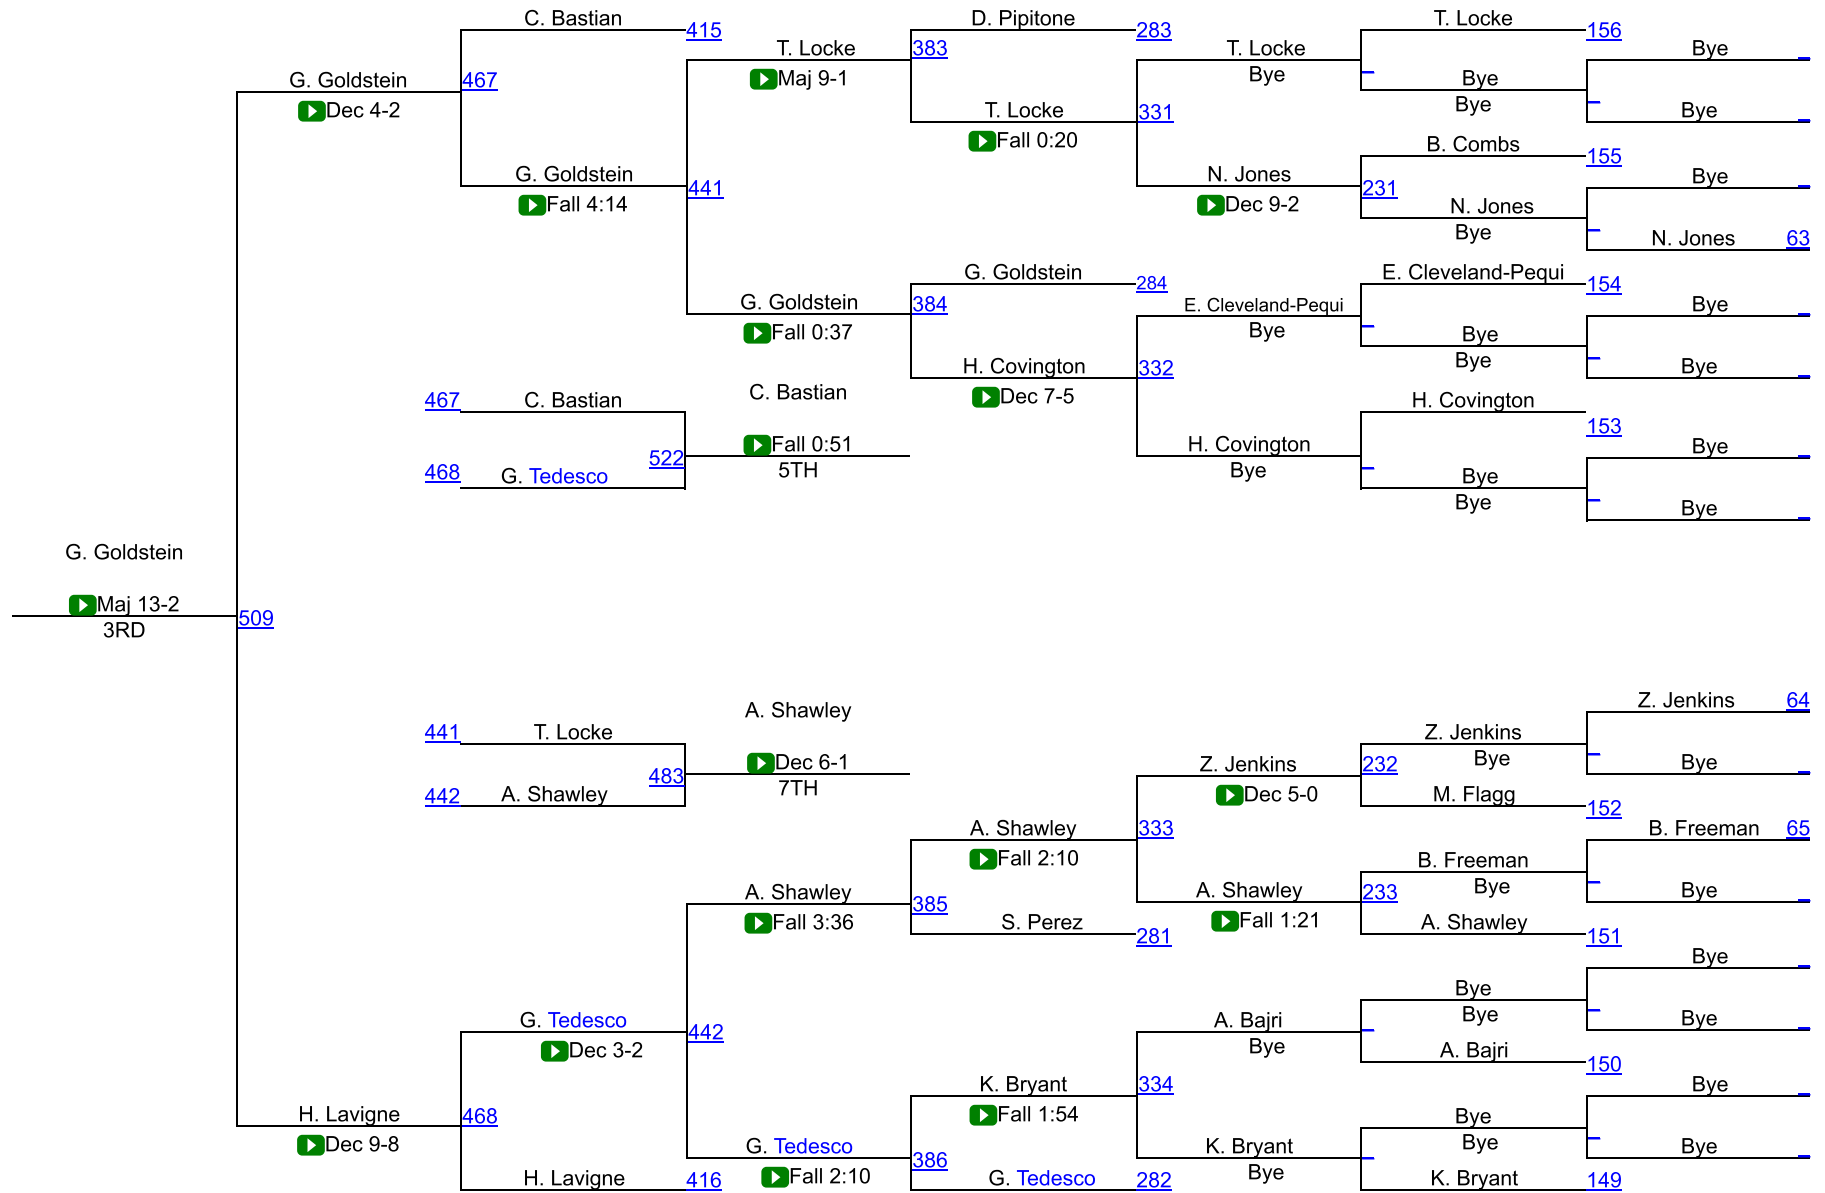 C. Bastian
415
D. Pipitone
283
T. Locke
156
T. Locke
383
T. Locke
Bye
Bye
G. Goldstein
467
Maj 9-1
Bye
Bye
Dec 4-2
T. Locke
331
Bye
Bye
Fall 0:20
B. Combs
155
G. Goldstein
441
N. Jones
231
Bye
Fall 4:14
Dec 9-2
N. Jones
Bye
N. Jones
63
G. Goldstein
284
E. Cleveland-Pequi
154
G. Goldstein
384
E. Cleveland-Pequi
Bye
Fall 0:37
Bye
Bye
Bye
H. Covington
332
Bye
C. Bastian
Dec 7-5
467
C. Bastian
H. Covington
153
Fall 0:51
H. Covington
Bye
522
5TH
Bye
468
G. Tedesco
Bye
Bye
Bye
G. Goldstein
Maj 13-2
509
3RD
Z. Jenkins
64
A. Shawley
441
T. Locke
Z. Jenkins
Bye
Dec 6-1
Z. Jenkins
232
Bye
483
7TH
442
A. Shawley
Dec 5-0
M. Flagg
152
A. Shawley
333
B. Freeman
65
Fall 2:10
B. Freeman
Bye
A. Shawley
385
A. Shawley
233
Bye
Fall 3:36
S. Perez
281
Fall 1:21
A. Shawley
151
Bye
Bye
G. Tedesco
442
A. Bajri
Bye
Bye
Dec 3-2
Bye
A. Bajri
150
K. Bryant
334
Bye
H. Lavigne
468
Fall 1:54
Bye
Dec 9-8
G. Tedesco
386
K. Bryant
Bye
Bye
Fall 2:10
Bye
H. Lavigne
416
G. Tedesco
282
K. Bryant
149